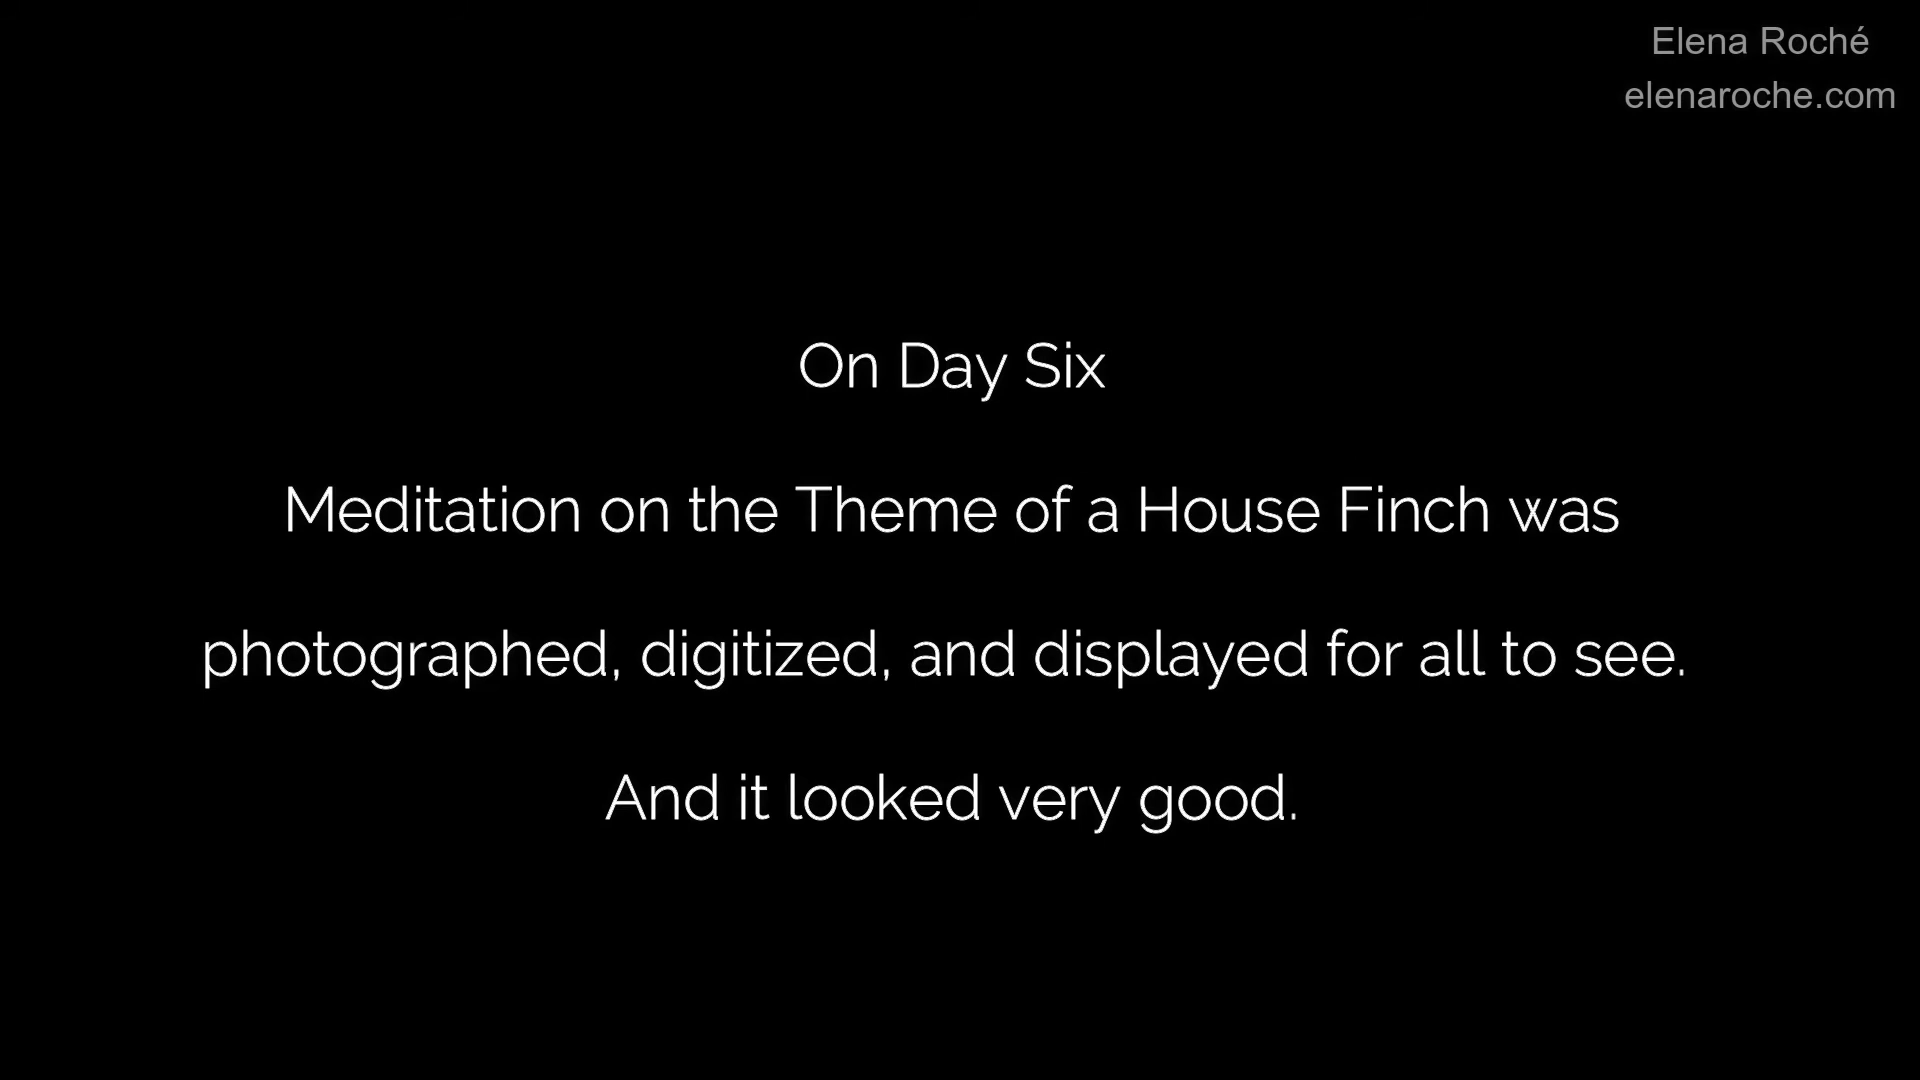 Elena Roché
elenaroche.com
On Day Six
Meditation on the Theme of a House Finch was
photographed, digitized, and displayed for all to see.
And it looked very good.